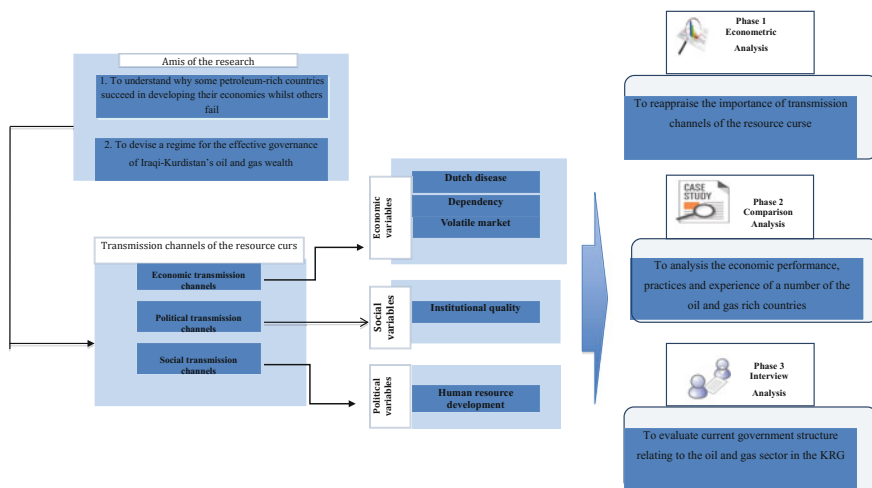 Amis of the research
1. To understand why some petroleum-rich countries
succeed in developing their economies whilst others
fail
2. To devise a regime for the effective governance
of Iraqi-Kurdistan's oil and gas wealth
Transmission channels of the resource curs
Economic transmission
channels
Political transmission
channels
Social transmission
channels
Economic
variables
Dutch disease
Dependency
Volatile market
Social
variables
Institutional quality
Political
variables
Human resource
development
Phase 1
Econometric
Analysis
To reappraise the importance of transmission
channels of the resource curse
CASE
STUDY
Phase 2
Comparison
Analysis
To analysis the economic performance,
practices and experience of a number of the
oil and gas rich countries
Phase 3
Interview
Analysis
To evaluate current government structure
relating to the oil and gas sector in the KRG